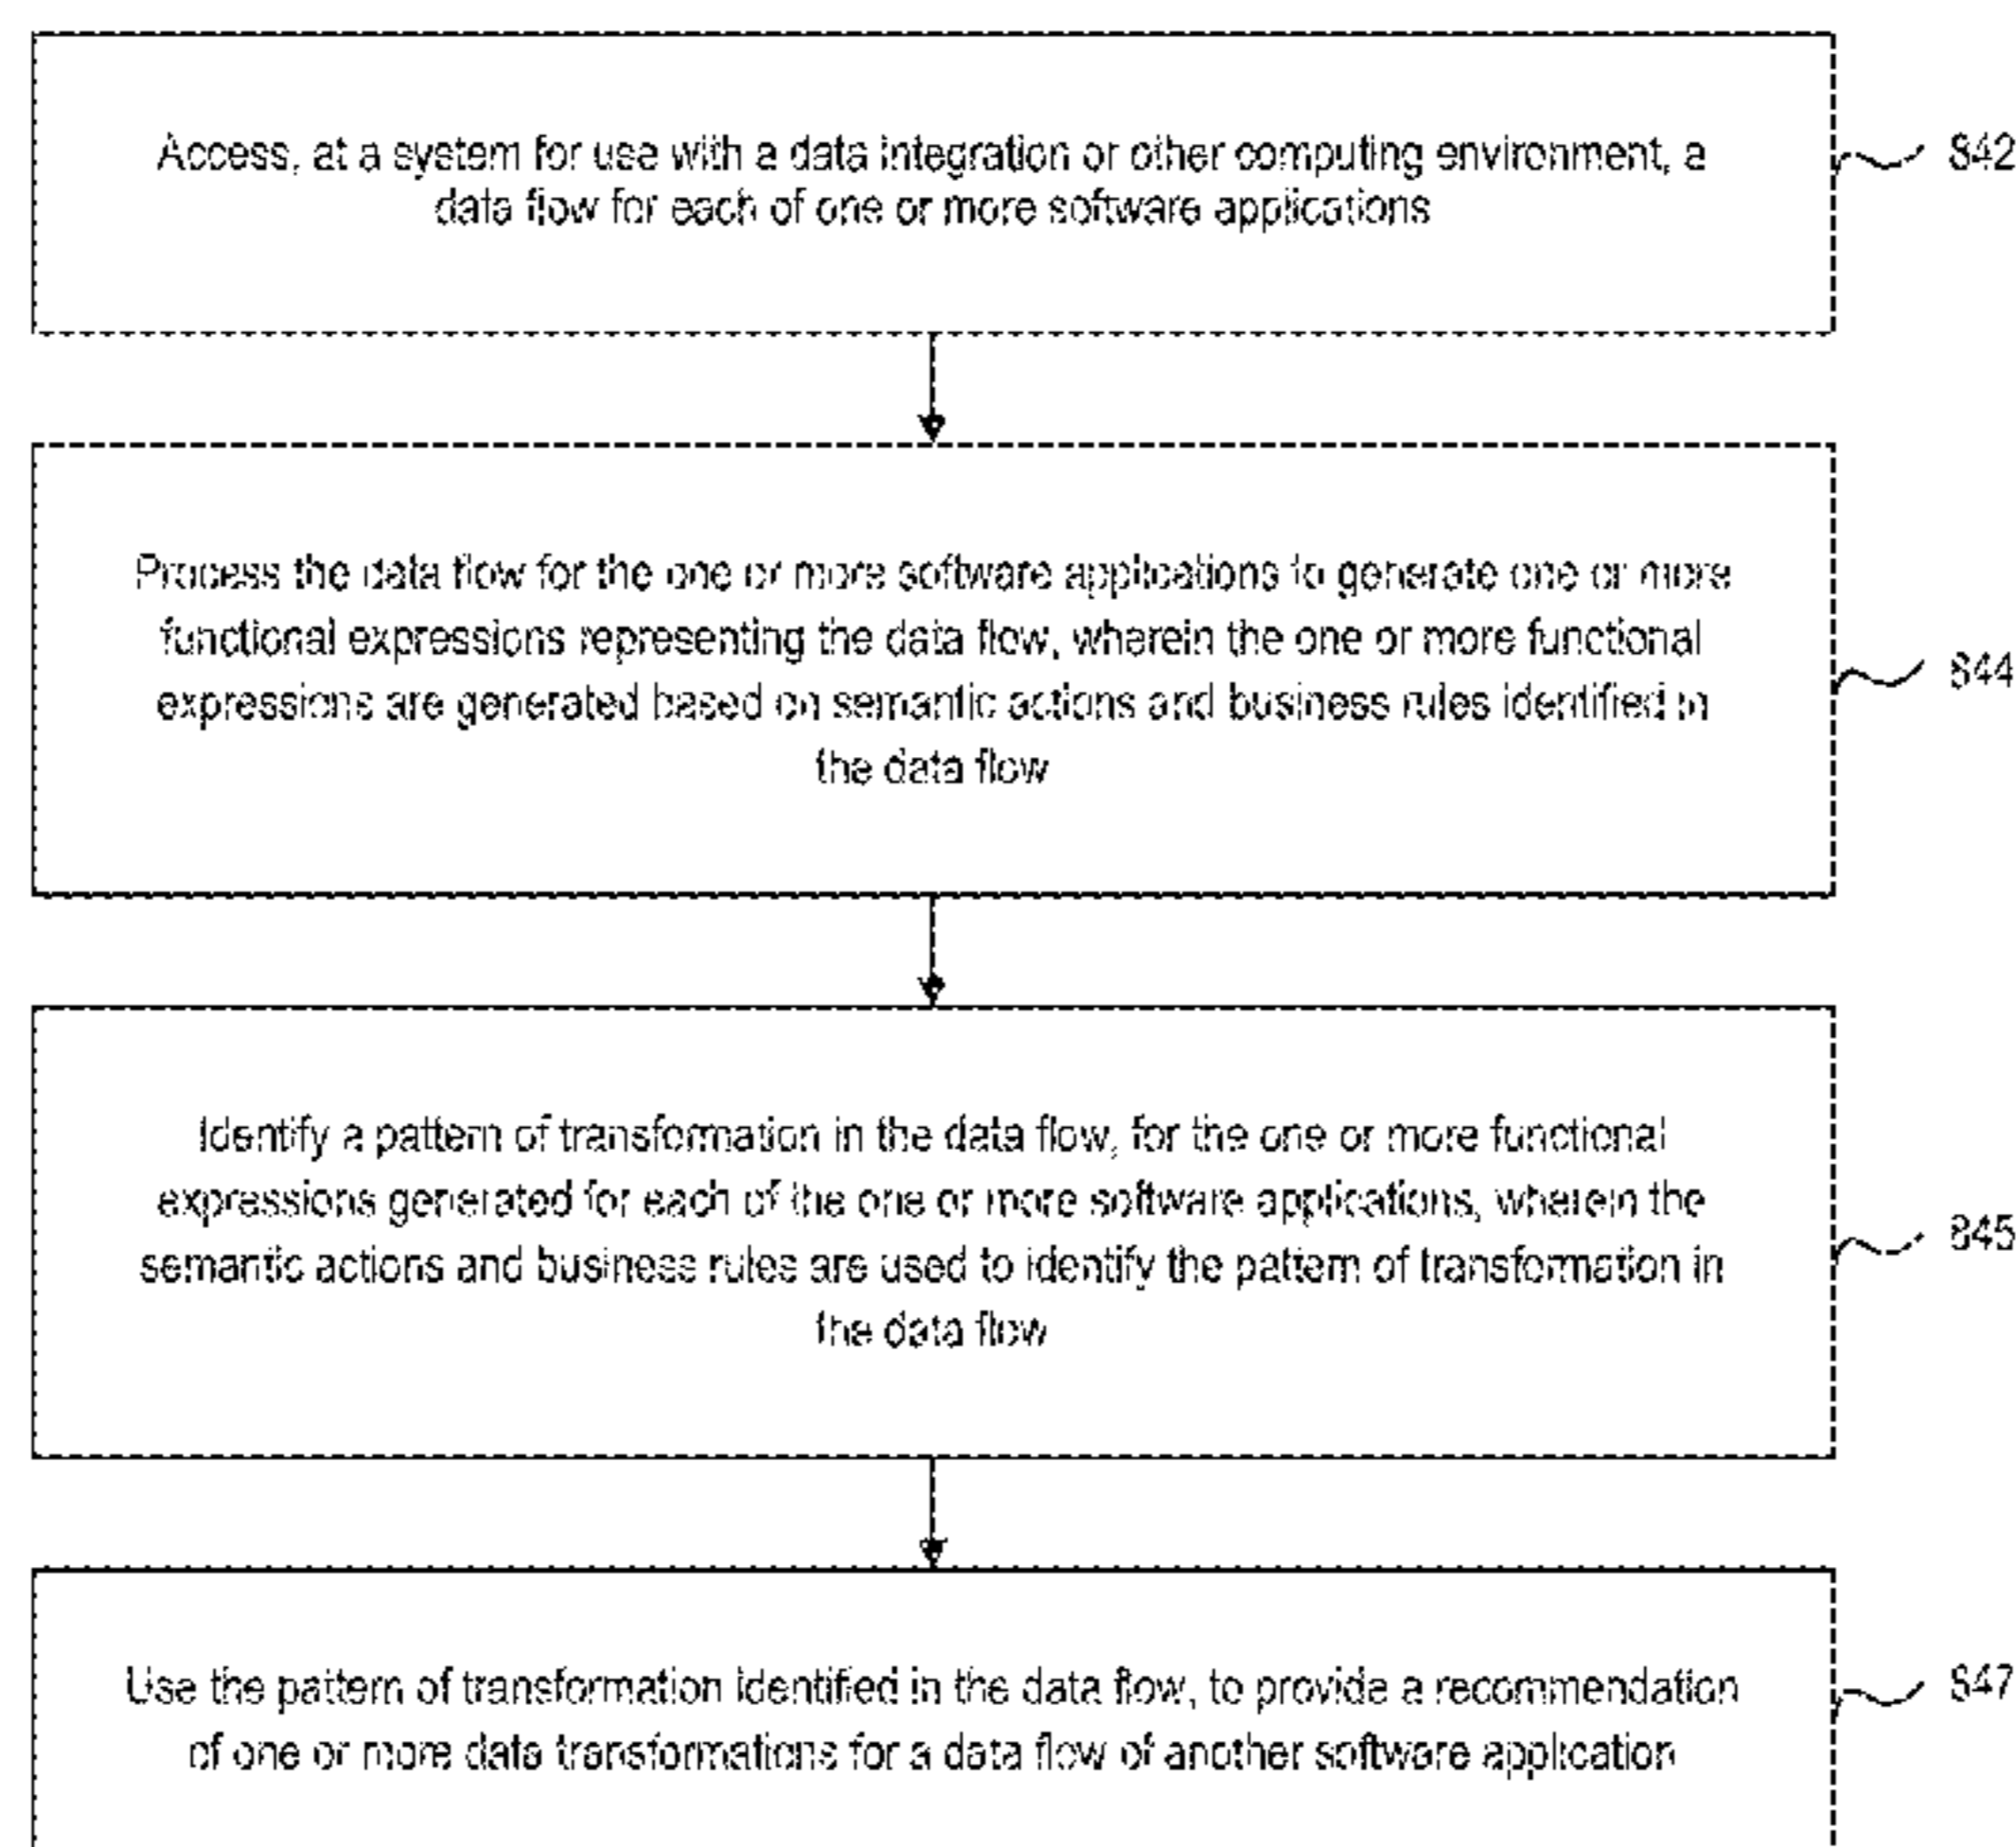 Access, at a system for use with a data integration or other computing environment, a
842
data flow for each of one or more software applications
Process the data flow for the one or more software applications to generate one or more
functional expressions representing the data flow, wherein the one or more functional
844
expressions are generated based on semantic actions and business rules identified in
the data flow
Identify a pattern of transformation in the data flow, for the one or more functional
expressions generated for each of the one or more software applications, wherein the
845
semantic actions and business rules are used to identify the pattern of transformation in
the data flow
Use the pattern of transformation identified in the data flow, to provide a recommendation
847
of one or more data transformations for a data flow of another software application